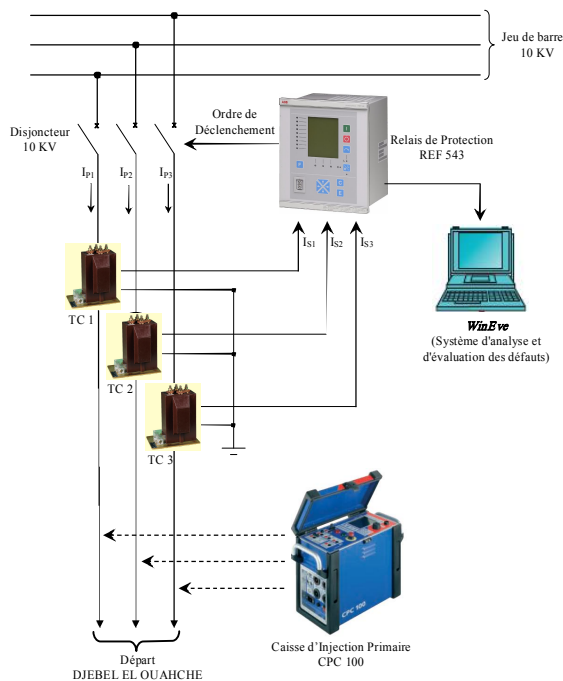 Jeu de barre
10 KV
Ordre de
Déclenchement
Disjoncteur
10 KV
Relais de Protection
REF 543
IP1
IP2
IP3
IS1
IS2
IS3
TC 1
TC 2
TC 3
WinEve
(Système d'analyse et
d'évaluation des défauts)
CPC 100
Caisse d'Injection Primaire
CPC 100
Départ
DJEBEL EL OUAHCHE